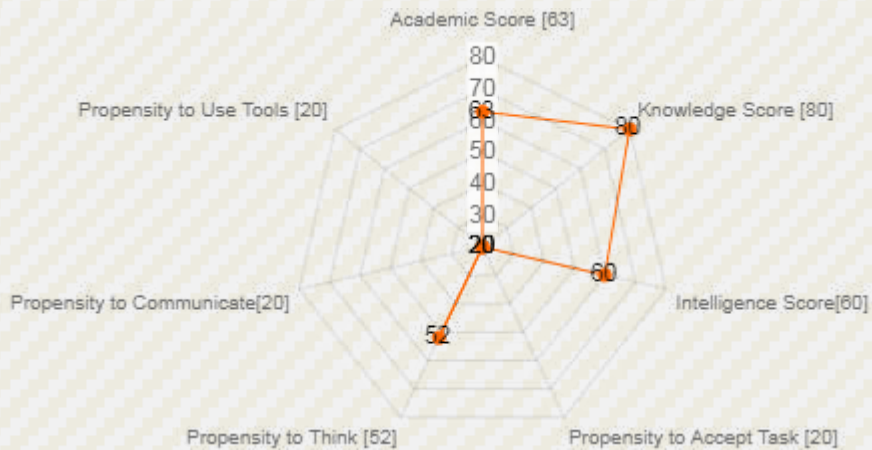 Academic Score [63]
80
70
63
60
50
40
30
20
Propensity to Use Tools [20]
Knowledge Score [80]
80
Propensity to Communicate[20]
60
Intelligence Score[60]
52
Propensity to Think [52]
Propensity to Accept Task [20]